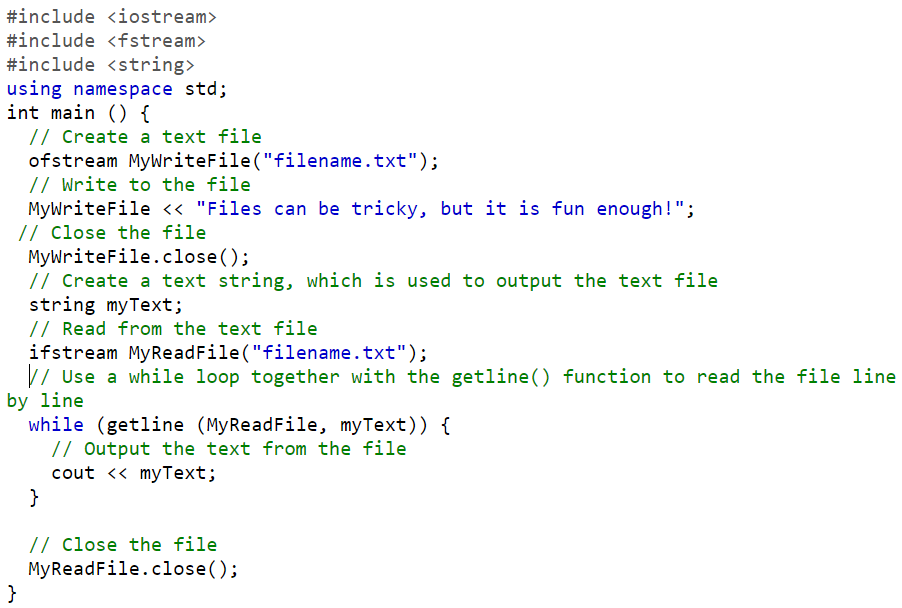 #include <iostream>
#include <fstream>
#include <string>
using namespace std;
int main () {
  // Create a text file
  ofstream MyWriteFile("filename.txt");
  // Write to the file
  MyWriteFile << "Files can be tricky, but it is fun enough!";
 // Close the file
  MyWriteFile.close();
  // Create a text string, which is used to output the text file
  string myText;
  // Read from the text file
  ifstream MyReadFile("filename.txt");
  // Use a while loop together with the getline() function to read the file line
by line
  while (getline (MyReadFile, myText)) {
    // Output the text from the file
    cout << myText;
  }

  // Close the file
  MyReadFile.close();
}